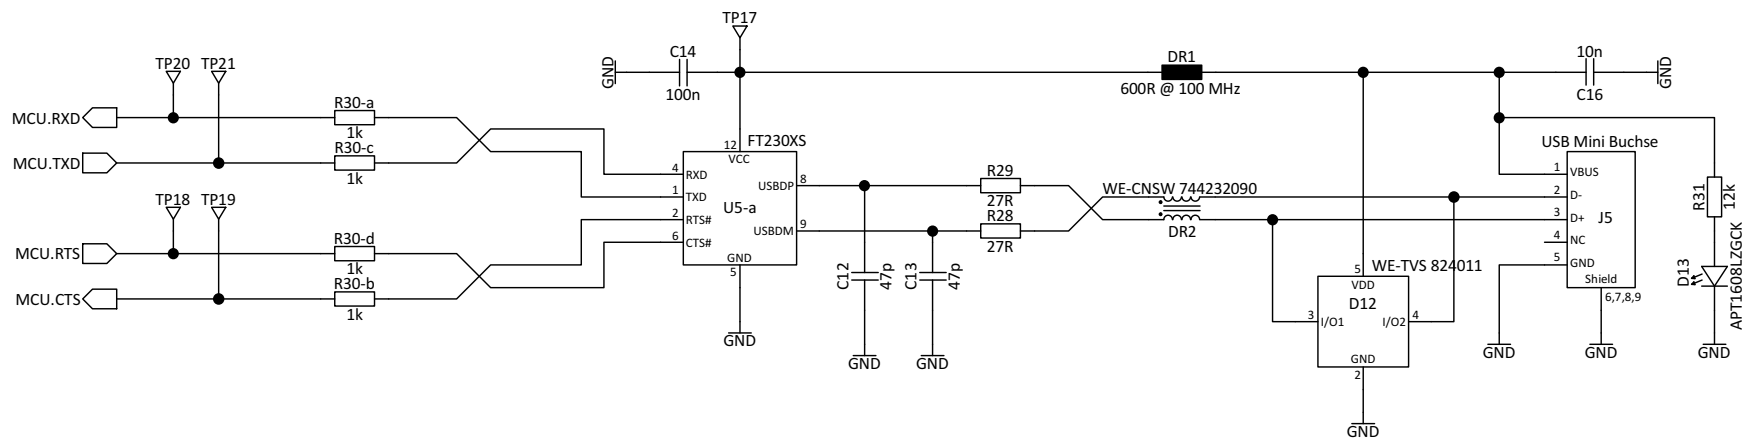 TP17
GND
C14
100n
DR1
600R @ 100 MHz
10n
C16
GND
TP20
TP21
MCU.RXD
R30-a
1k
MCU.TXD
R30-c
1k
TP18
TP19
MCU.RTS
R30-d
1k
MCU.CTS
R30-b
1k
FT230XS
12
VCC
4
RXD
1
TXD
2
RTS#
6
CTS#
U5-a
USBDP
8
USBDM
9
GND
5
GND
C12
47p
GND
C13
47p
GND
R29
27R
R28
27R
WE-CNSW 744232090
DR2
WE-TVS 824011
5
VDD
D12
3
I/O1
I/O2
4
GND
2
GND
USB Mini Buchse
1
VBUS
2
D-
3
D+
4
NC
5
GND
J5
Shield
6,7,8,9
GND
GND
R31
12k
D13
APT1608LZGCK
GND